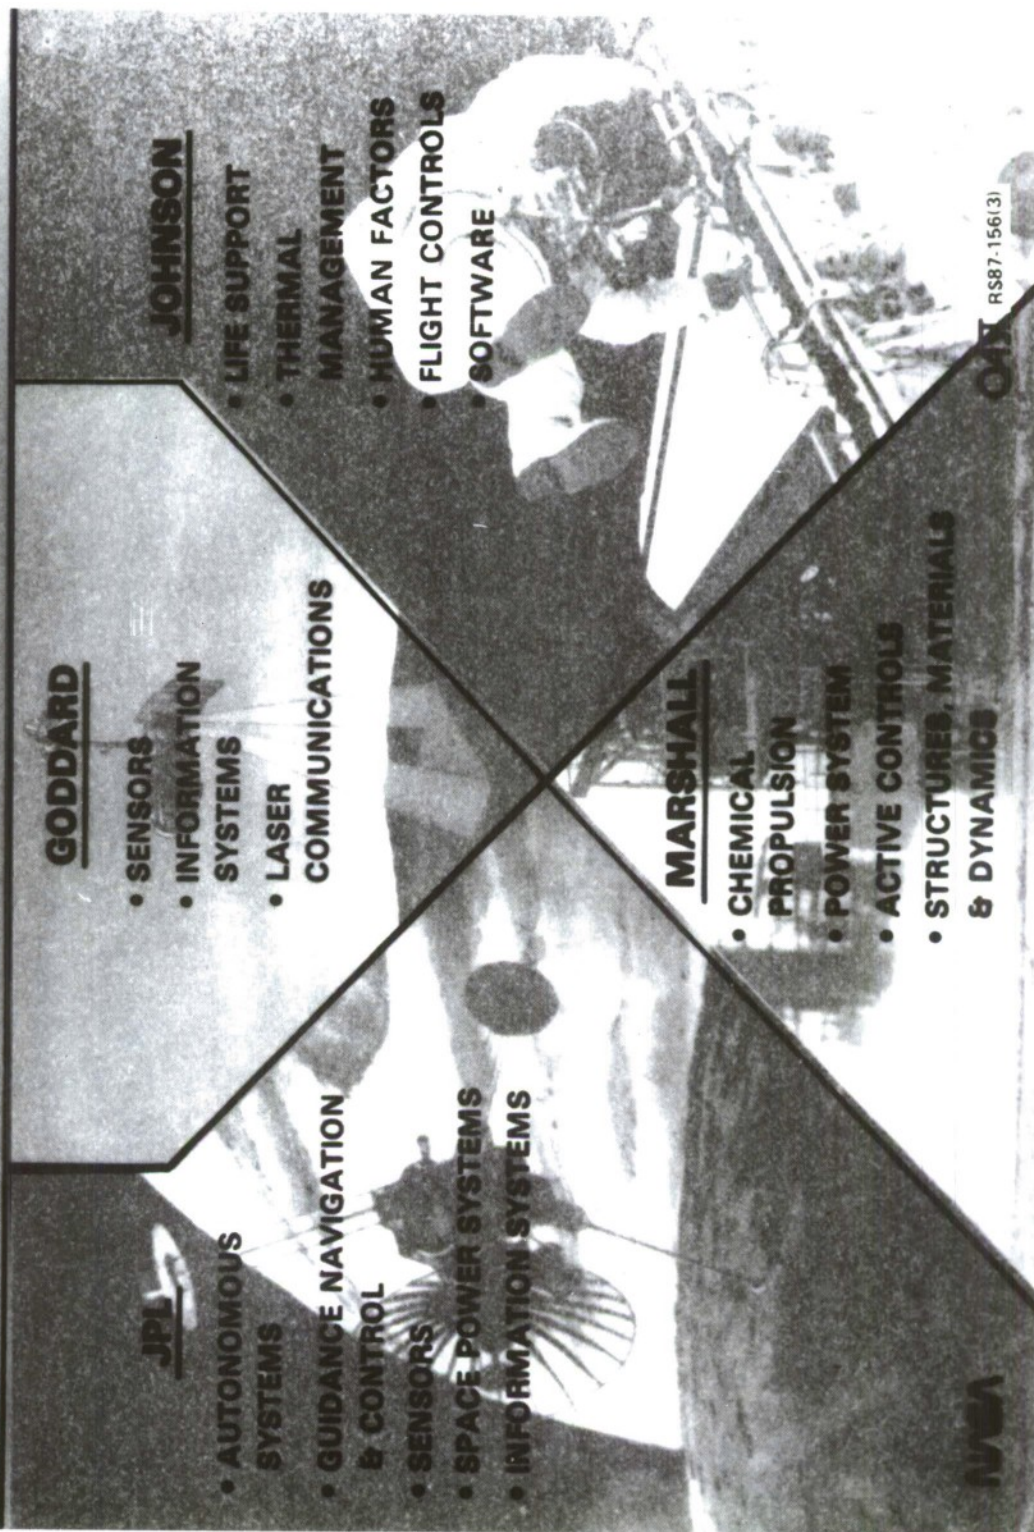 GODDARD
• SENSORS
• INFORMATION
SYSTEMS
• LASER
COMMUNICATIONS
JPL
• AUTONOMOUS
SYSTEMS
• GUIDANCE NAVIGATION
& CONTROL
• SENSORS
• SPACE POWER SYSTEMS
• INFORMATION SYSTEMS
JOHNSON
• LIFE SUPPORT
• THERMAL
MANAGEMENT
• HUMAN FACTORS
• FLIGHT CONTROLS
• SOFTWARE
MARSHALL
• CHEMICAL
PROPULSION
• POWER SYSTEM
• ACTIVE CONTROLS
• STRUCTURES, MATERIALS
& DYNAMICS
NASA
RS87-156(3)